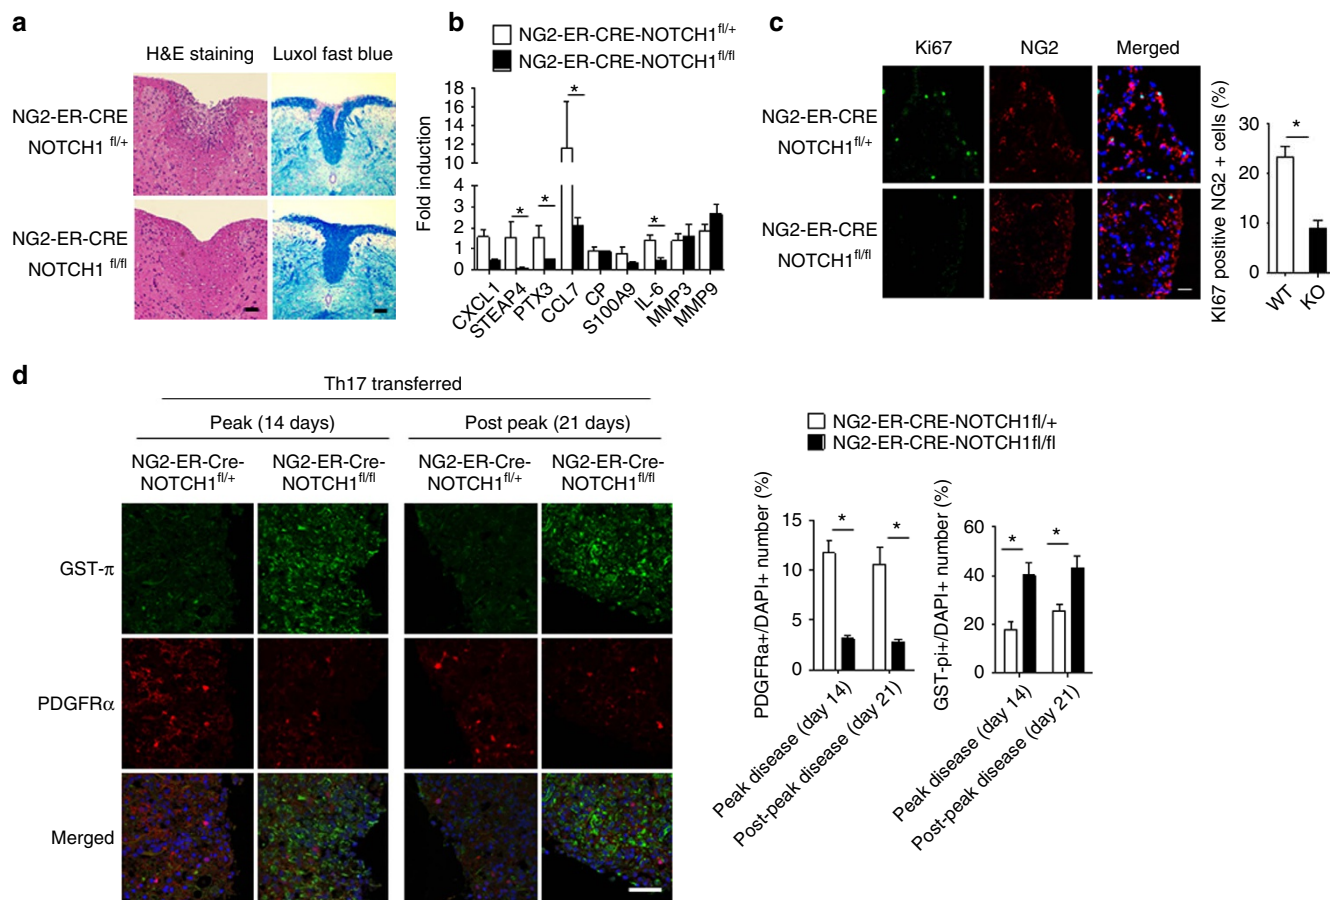 a
H&E staining
Luxol fast blue
NG2-ER-CRE
NOTCH1 fl/+
NG2-ER-CRE
NOTCH1 fl/fl
b
NG2-ER-CRE-NOTCH1fl/+
NG2-ER-CRE-NOTCH1fl/fl
Fold induction
18
16
14
12
10
4
3
2
1
0
*
*
*
*
CXCL1
STEAP4
PTX3
CCL7
CP
S100A9
IL-6
MMP3
MMP9
c
Ki67
NG2
Merged
NG2-ER-CRE
NOTCH1fl/+
NG2-ER-CRE
NOTCH1fl/fl
KI67 positive NG2 + cells (%)
30
20
10
0
*
WT
KO
d
Th17 transferred
Peak (14 days)
Post peak (21 days)
NG2-ER-Cre-
NOTCH1fl/+
NG2-ER-Cre-
NOTCH1fl/fl
NG2-ER-Cre-
NOTCH1fl/+
NG2-ER-Cre-
NOTCH1fl/fl
GST-π
PDGFRα
Merged
NG2-ER-CRE-NOTCH1fl/+
NG2-ER-CRE-NOTCH1fl/fl
PDGFRa+/DAPI+ number (%)
15
10
5
0
*
*
Peak disease (day 14)
Post-peak disease (day 21)
GST-pi+/DAPI+ number (%)
60
40
20
0
*
*
Peak disease (day 14)
Post-peak disease (day 21)